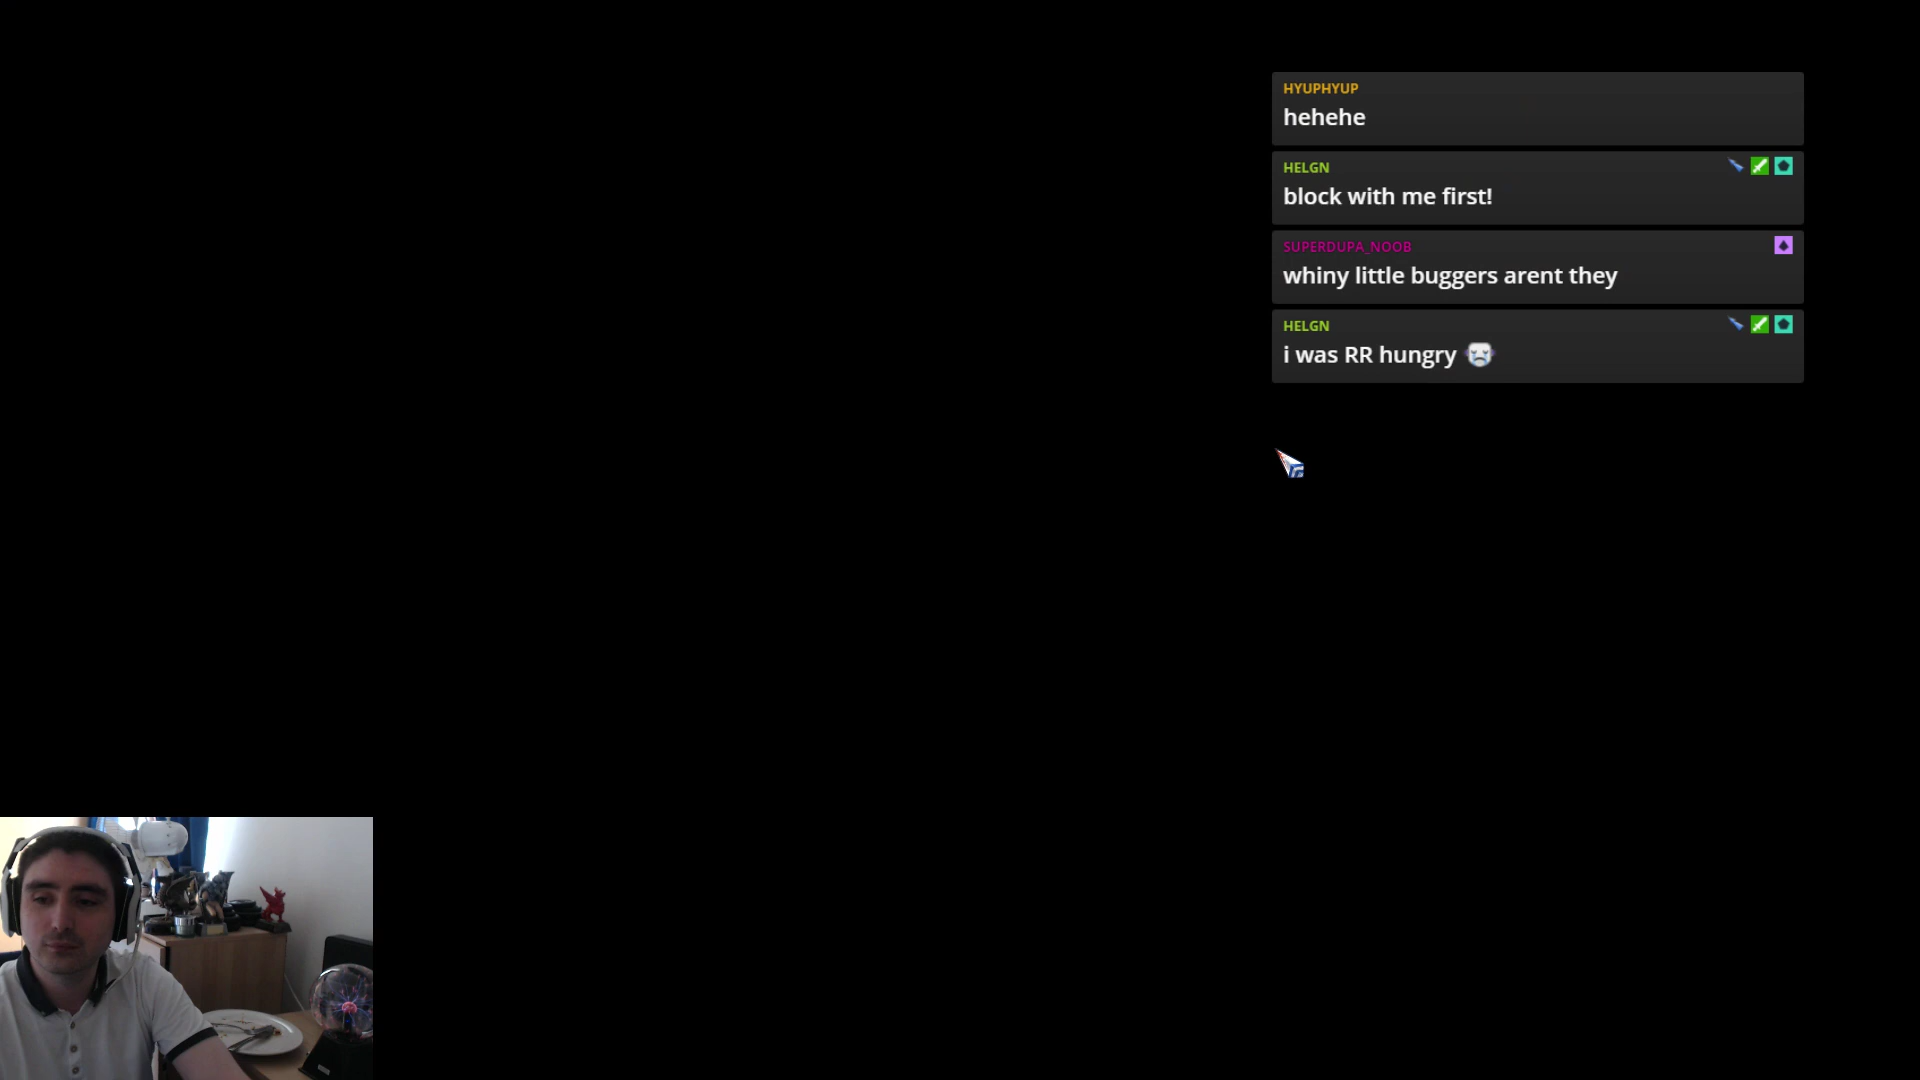 HYUPHYUP
hehehe
HELGN
block with me first!
SUPERDUPA_NOOB
whiny little buggers arent they
HELGN
i was RR hungry